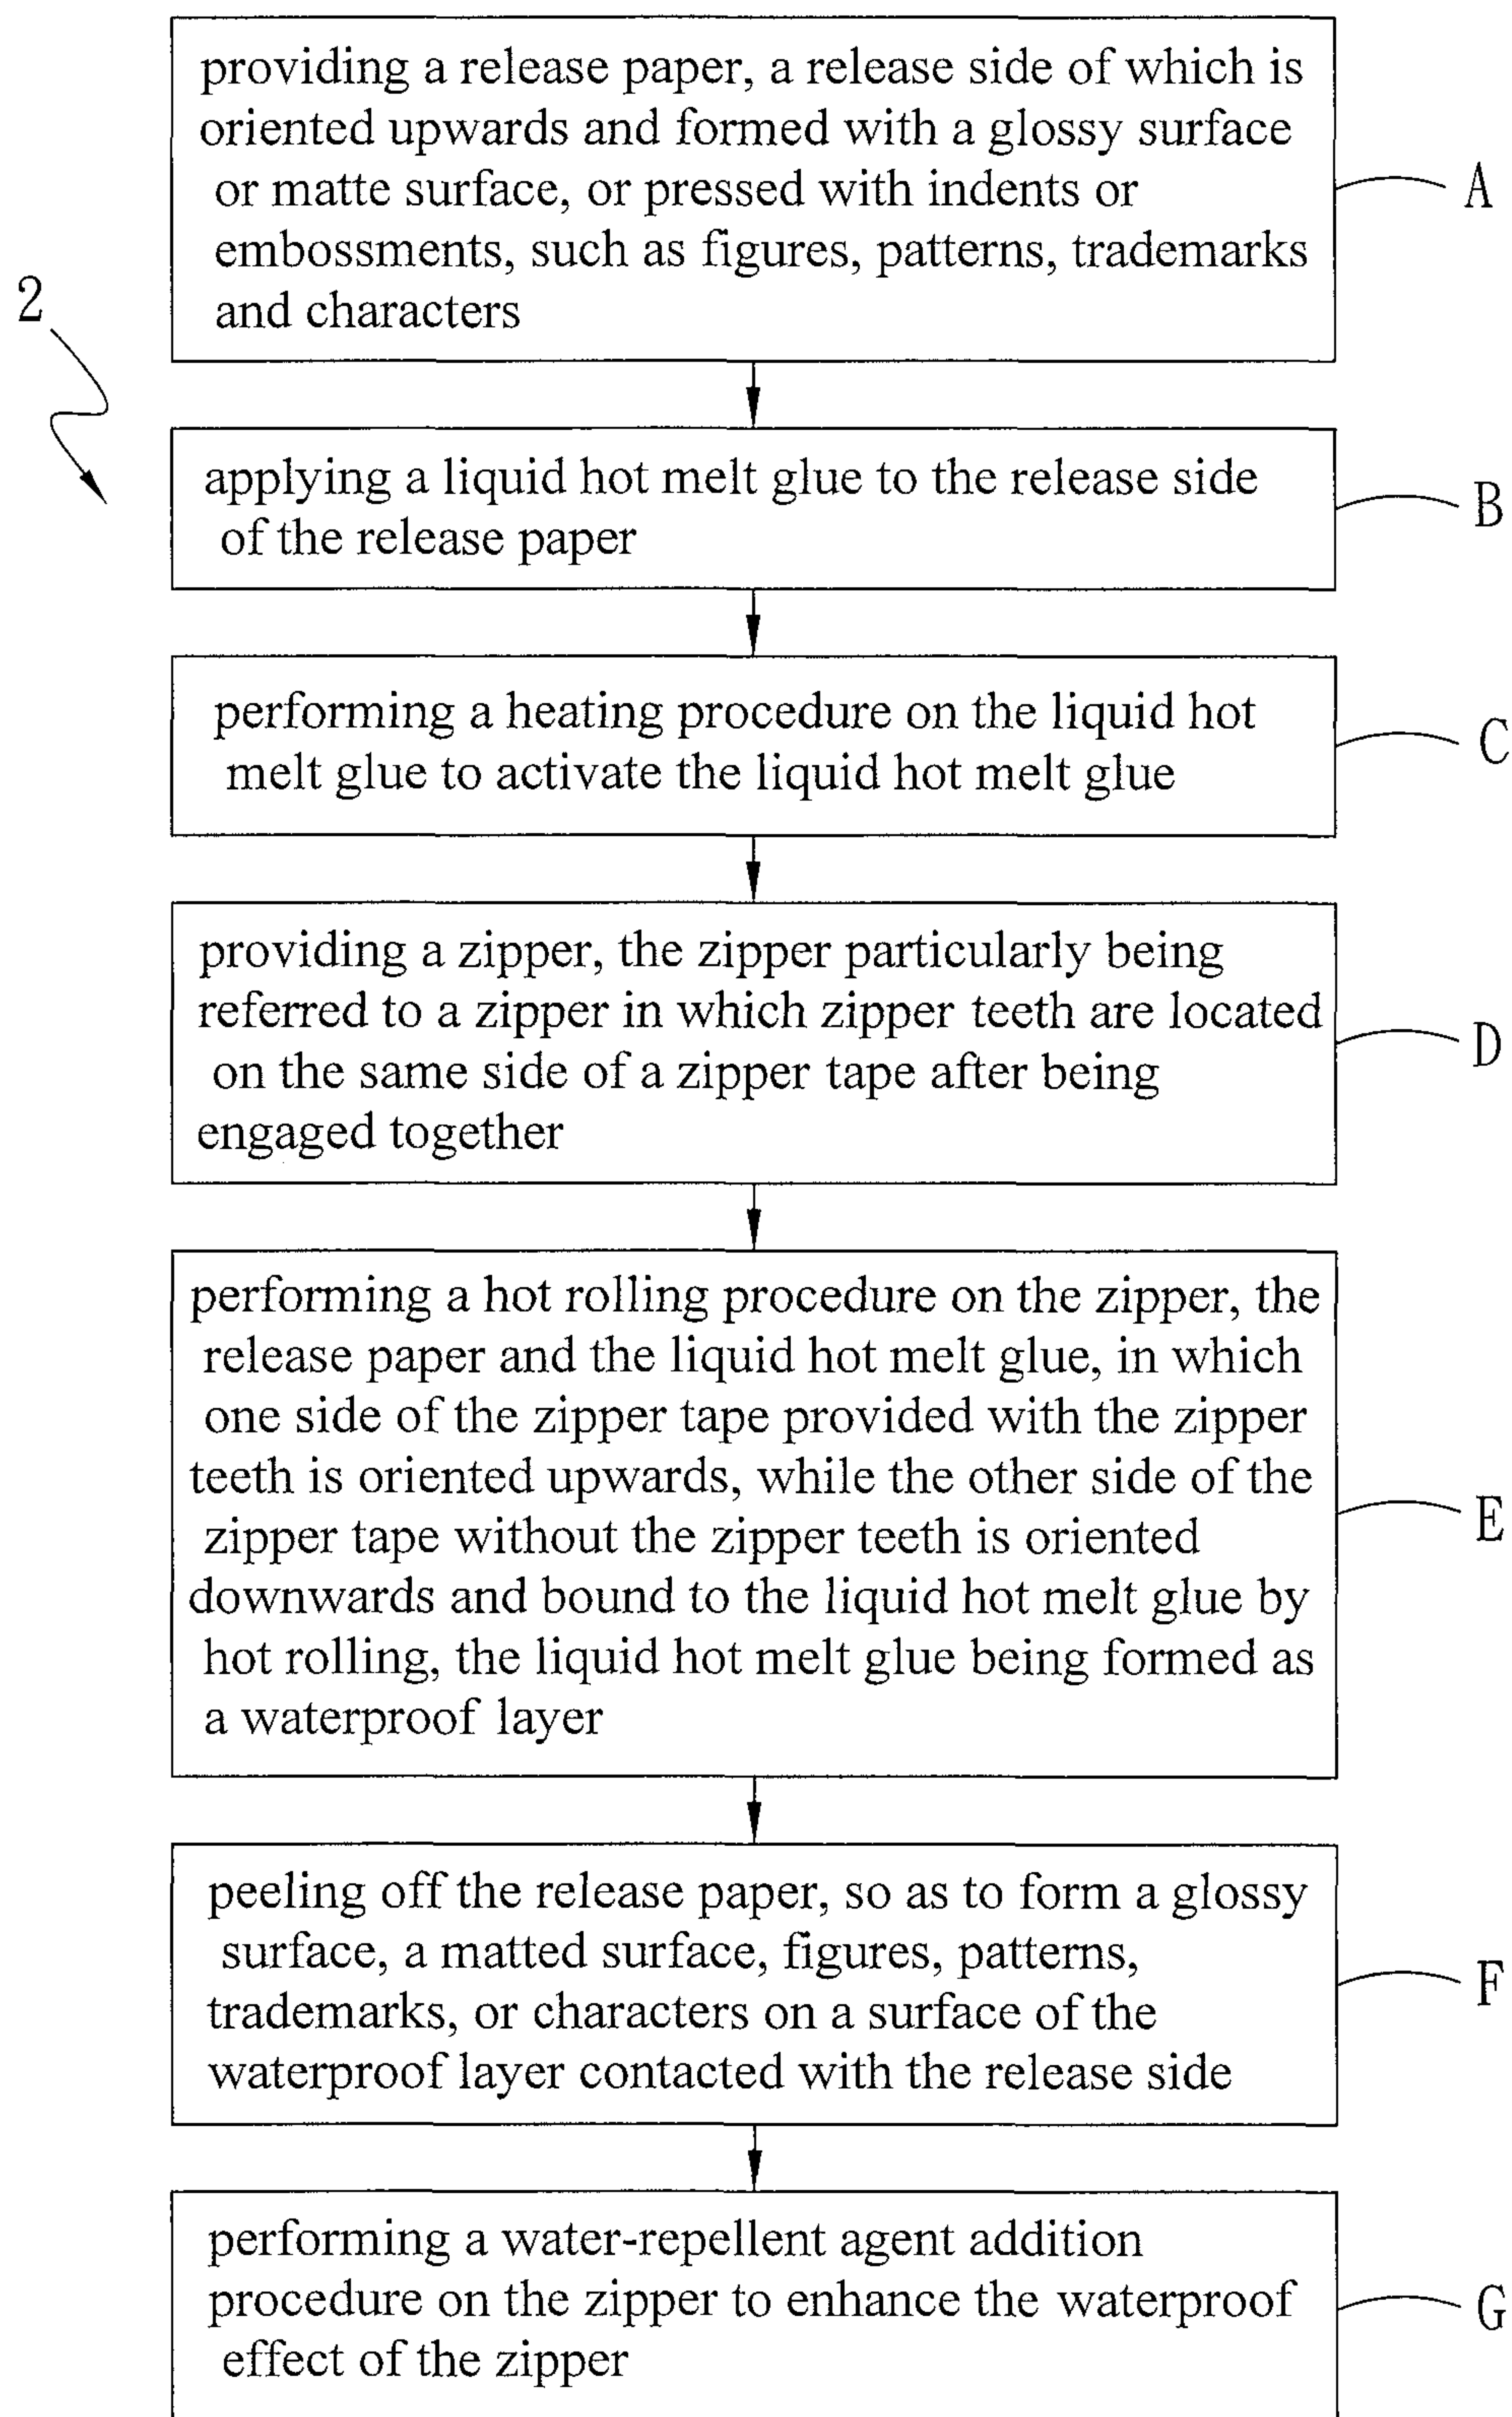 providing a release paper, a release side of which is
oriented upwards and formed with a glossy surface
or matte surface, or pressed with indents or
embossments, such as figures, patterns, trademarks
and characters
A
2
applying a liquid hot melt glue to the release side
of the release paper
B
performing a heating procedure on the liquid hot
melt glue to activate the liquid hot melt glue
C
providing a zipper, the zipper particularly being
referred to a zipper in which zipper teeth are located
on the same side of a zipper tape after being
engaged together
D
performing a hot rolling procedure on the zipper, the
release paper and the liquid hot melt glue, in which
one side of the zipper tape provided with the zipper
teeth is oriented upwards, while the other side of the
zipper tape without the zipper teeth is oriented
downwards and bound to the liquid hot melt glue by
hot rolling, the liquid hot melt glue being formed as
a waterproof layer
E
peeling off the release paper, so as to form a glossy
surface, a matted surface, figures, patterns,
trademarks, or characters on a surface of the
waterproof layer contacted with the release side
F
performing a water-repellent agent addition
procedure on the zipper to enhance the waterproof
effect of the zipper
G